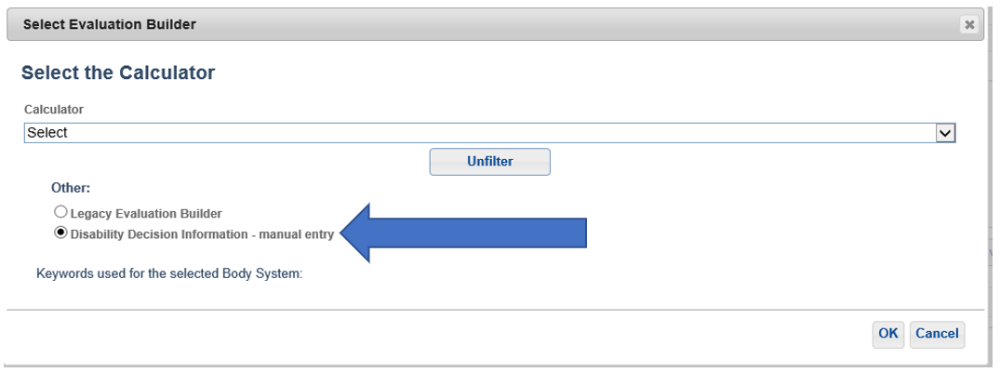 Select Evaluation Builder
Select the Calculator
Calculator
Select
Unfilter
Other:
Legacy Evaluation Builder
Disability Decision Information - manual entry
Keywords used for the selected Body System:
OK Cancel